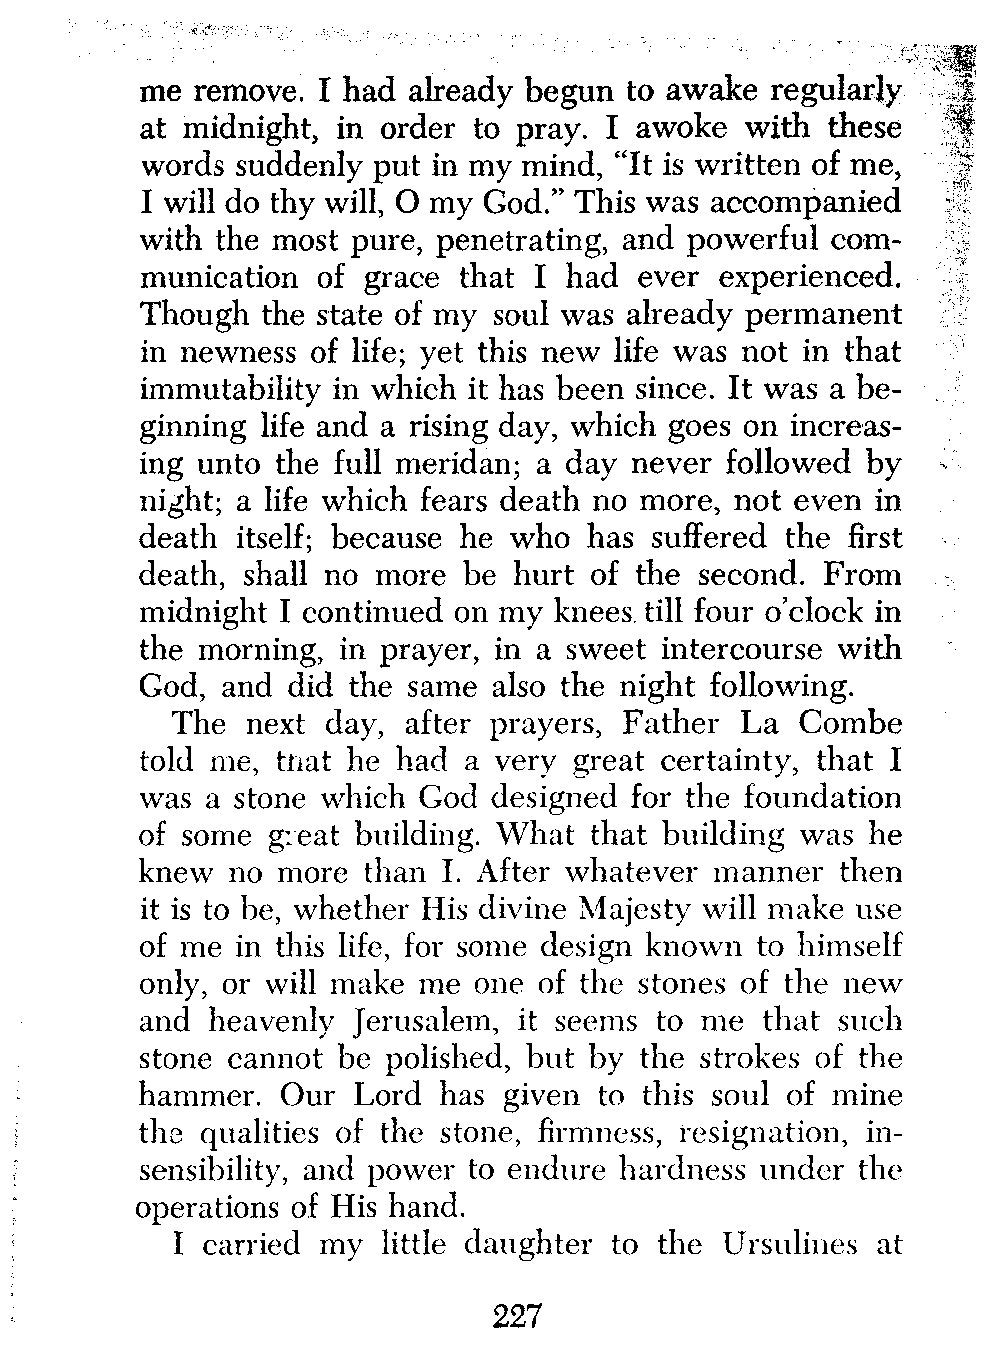 me remove. I had already begun to awake regularly
at midnight, in order to pray. I awoke with these
words suddenly put in my mind, “It is written of me,
I will do thy will, O my God.” This was accompanied
with the most pure, penetrating, and powerful com-
munication of grace that I had ever experienced.
Though the state of my soul was already permanent
in newness of life; yet this new life was not in that
immutability in which it has been since. It was a be-
ginning life and a rising day, which goes on increas-
ing unto the full meridan; a day never followed by
night; a life which fears death no more, not even in
death itself; because he who has suffered the first
death, shall no more be hurt of the second. From
midnight I continued on my knees till four o’clock in
the morning, in prayer, in a sweet intercourse with
God, and did the same also the night following.
The next day, after prayers, Father La Combe
told me, that he had a very great certainty, that I
was a stone which God designed for the foundation
of some great building. What that building was he
knew no more than I. After whatever manner then
it is to be, whether His divine Majesty will make use
of me in this life, for some design known to himself
only, or will make me one of the stones of the new
and heavenly Jerusalem, it seems to me that such
stone cannot be polished, but by the strokes of the
hammer. Our Lord has given to this soul of mine
the qualities of the stone, firmness, resignation, in-
sensibility, and power to endure hardness under the
operations of His hand.
I carried my little daughter to the Ursulines at
227